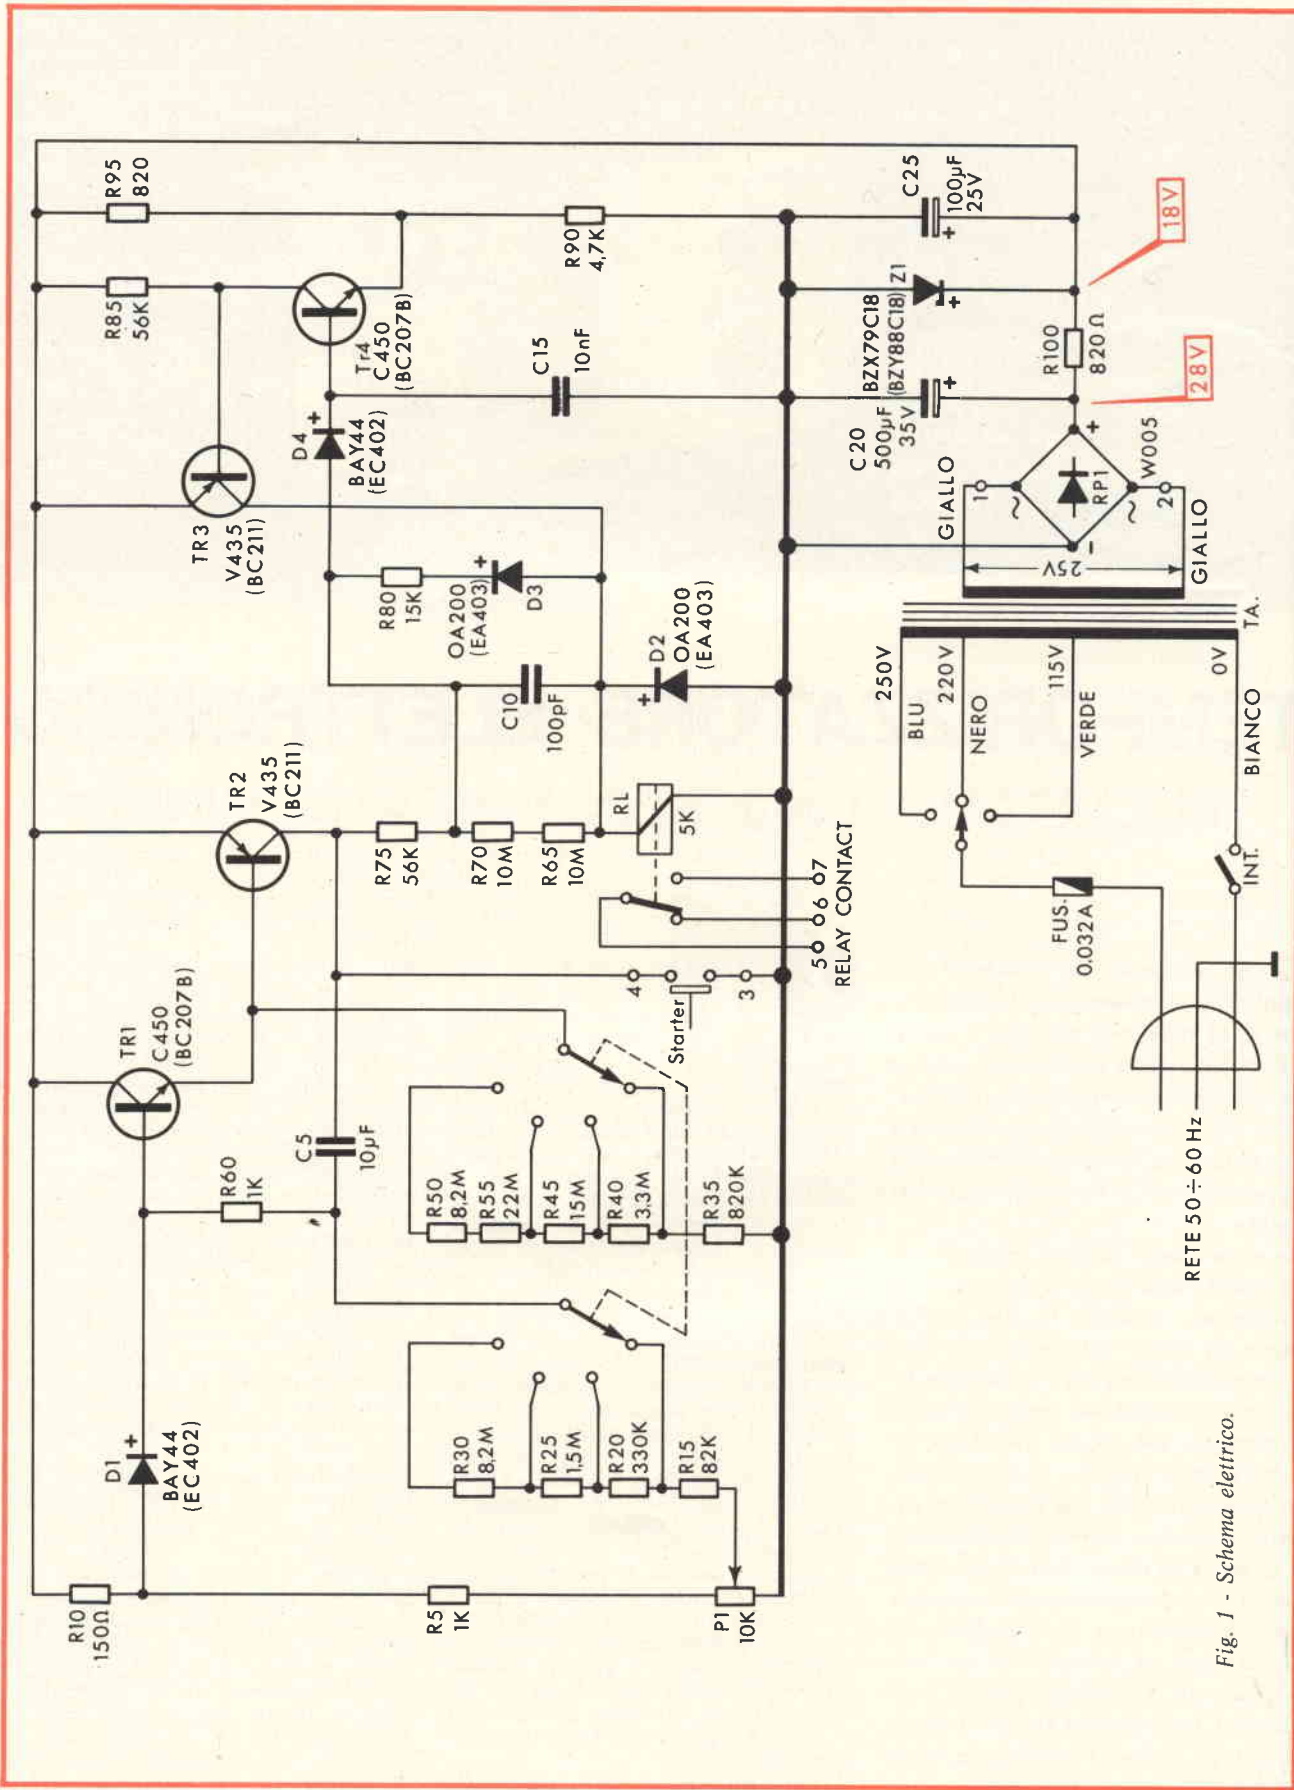 R10
150Ω
D1
+
BAY44
(EC402)
R5
1K
P1
10K
R30
8,2M
R25
1,5M
R20
330K
R15
82K
R60
1K
TR1
C450
(BC207B)
C5
10µF
R50
8,2M
R55
22M
R45
15M
R40
3,3M
R35
820K
TR2
V435
(BC211)
R75
56K
R70
10M
R65
10M
RL
5K
4
Starter
3
5 6 7
RELAY CONTACT
TR3
V435
(BC211)
R80
15K
OA200
(EA403)
+
D3
C10
100pF
D2
OA200
(EA403)
+
D4
+
BAY44
(EC402)
R85
56K
R95
820
Tr4
C450
(BC207B)
C15
10nF
R90
4,7K
C20
500µF
35V
+
BZX79C18
(BZY88C18)
Z1
+
C25
100µF
25V
+
R100
820Ω
18V
28V
GIALLO
1
~
+
RP1
−
~
2
W005
GIALLO
25V
TA.
250V
BLU
220V
NERO
115V
VERDE
0V
BIANCO
FUS.
0,032A
INT.
RETE 50÷60 Hz
Fig. 1 - Schema elettrico.